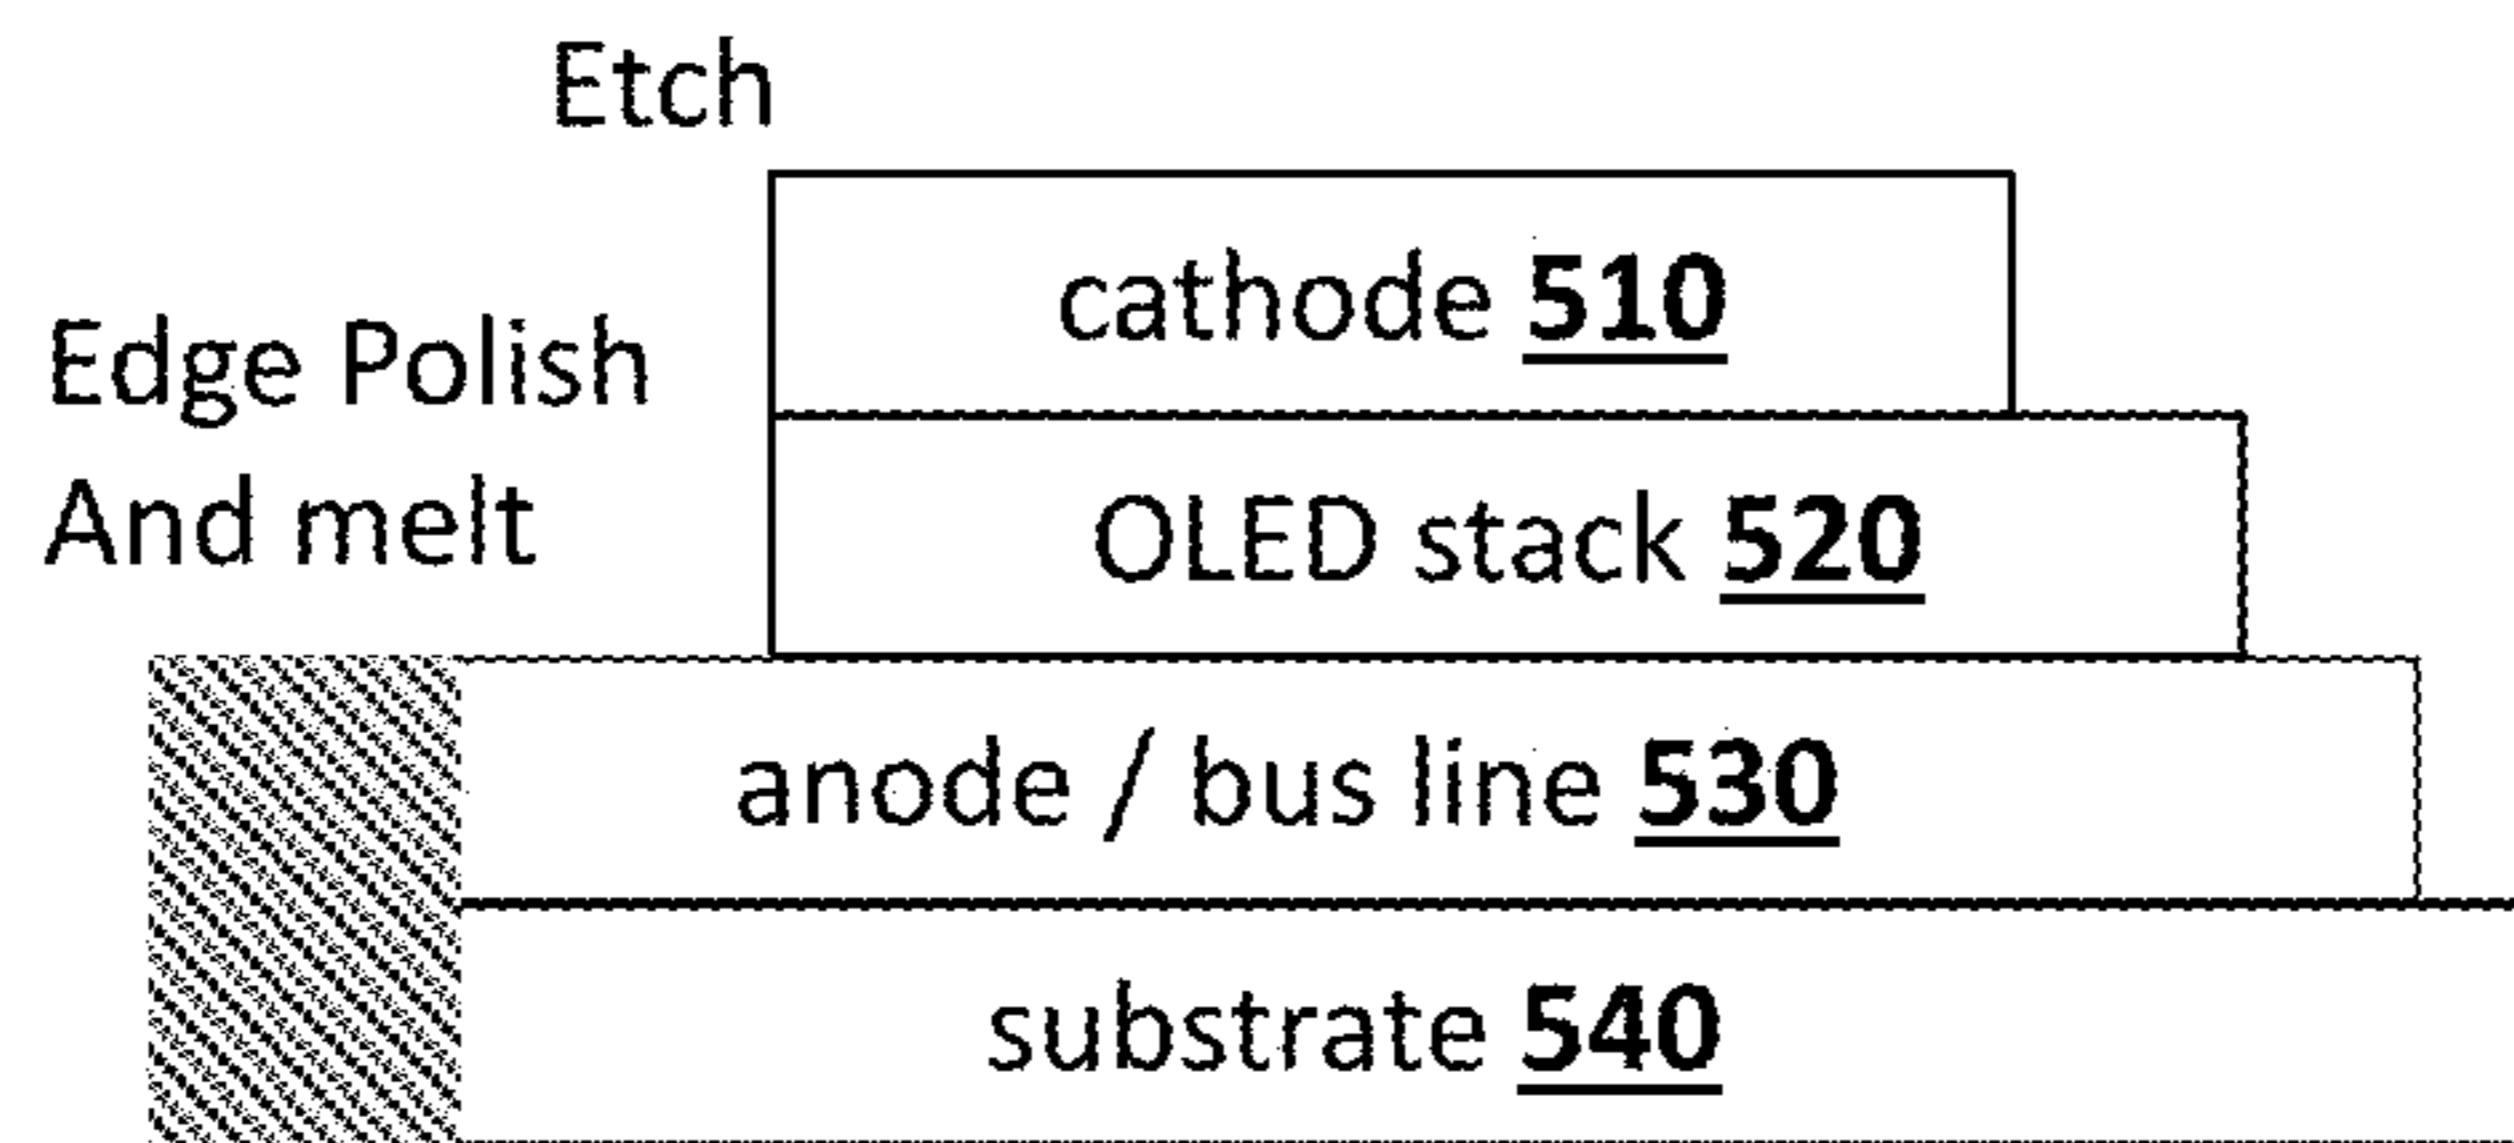 Etch
cathode 510
Edge Polish
And melt
OLED stack 520
anode / bus line 530
substrate 540